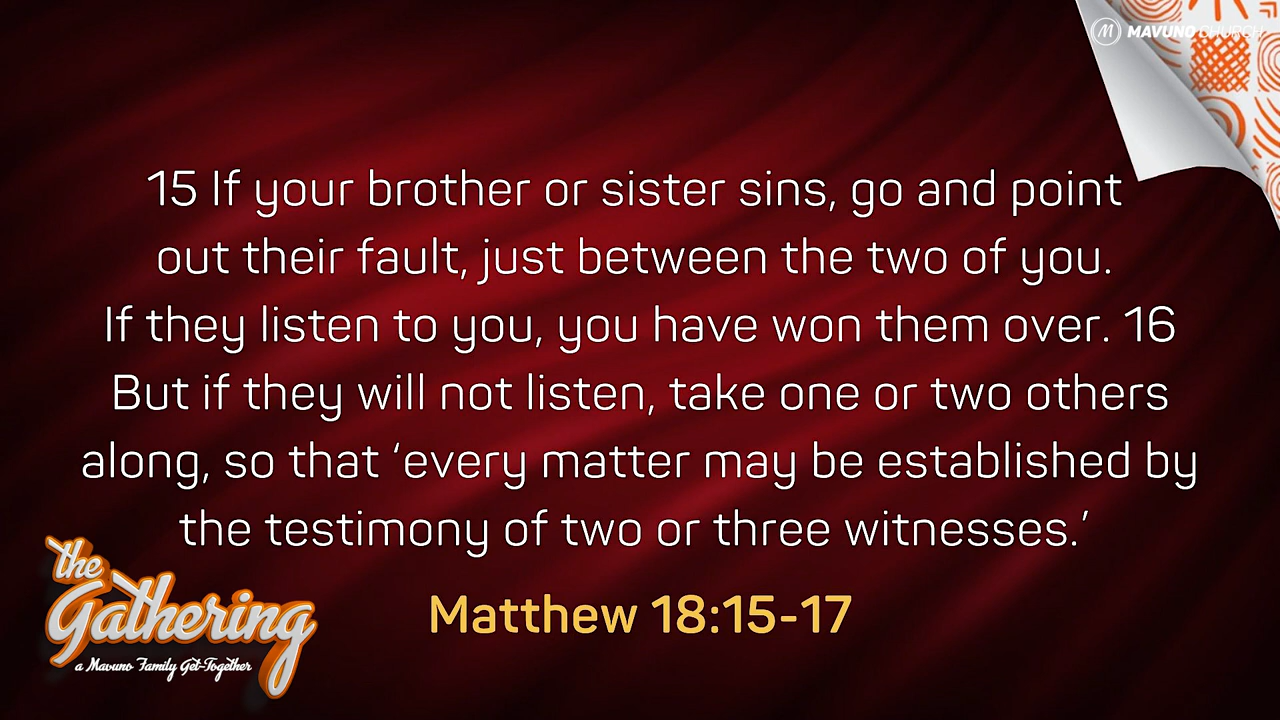 MAVUNO CHURCH
15 If your brother or sister sins, go and point
out their fault, just between the two of you.
If they listen to you, you have won them over. 16
But if they will not listen, take one or two others
along, so that ‘every matter may be established by
the testimony of two or three witnesses.’
Matthew 18:15-17
the
Gathering
a Mavuno Family Get-Together